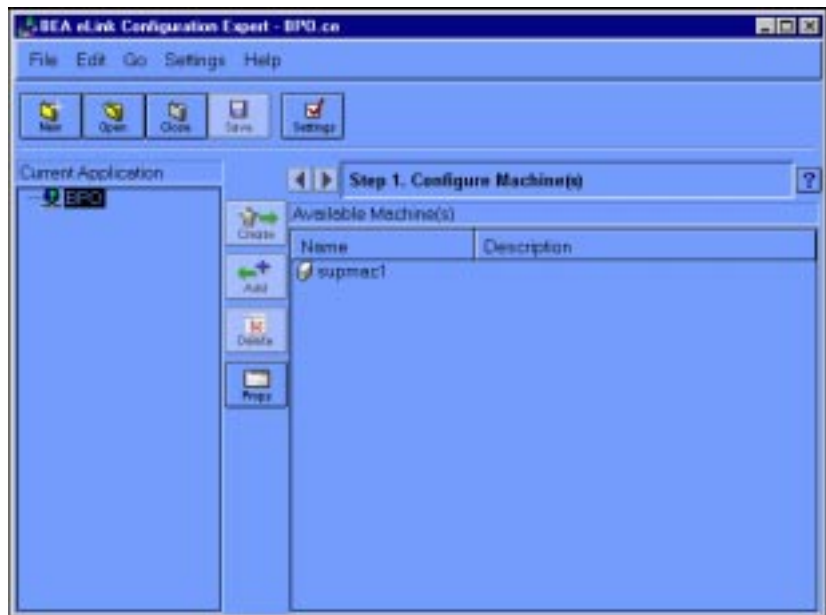 BEA eLink Configuration Expert - BPO.ce
File Edit Go Settings Help
New Open Close Save Settings
Current Application
BPO
Step 1. Configure Machine(s)
?
Create
Add
Delete
Props
Available Machine(s)
Name Description
supmac1